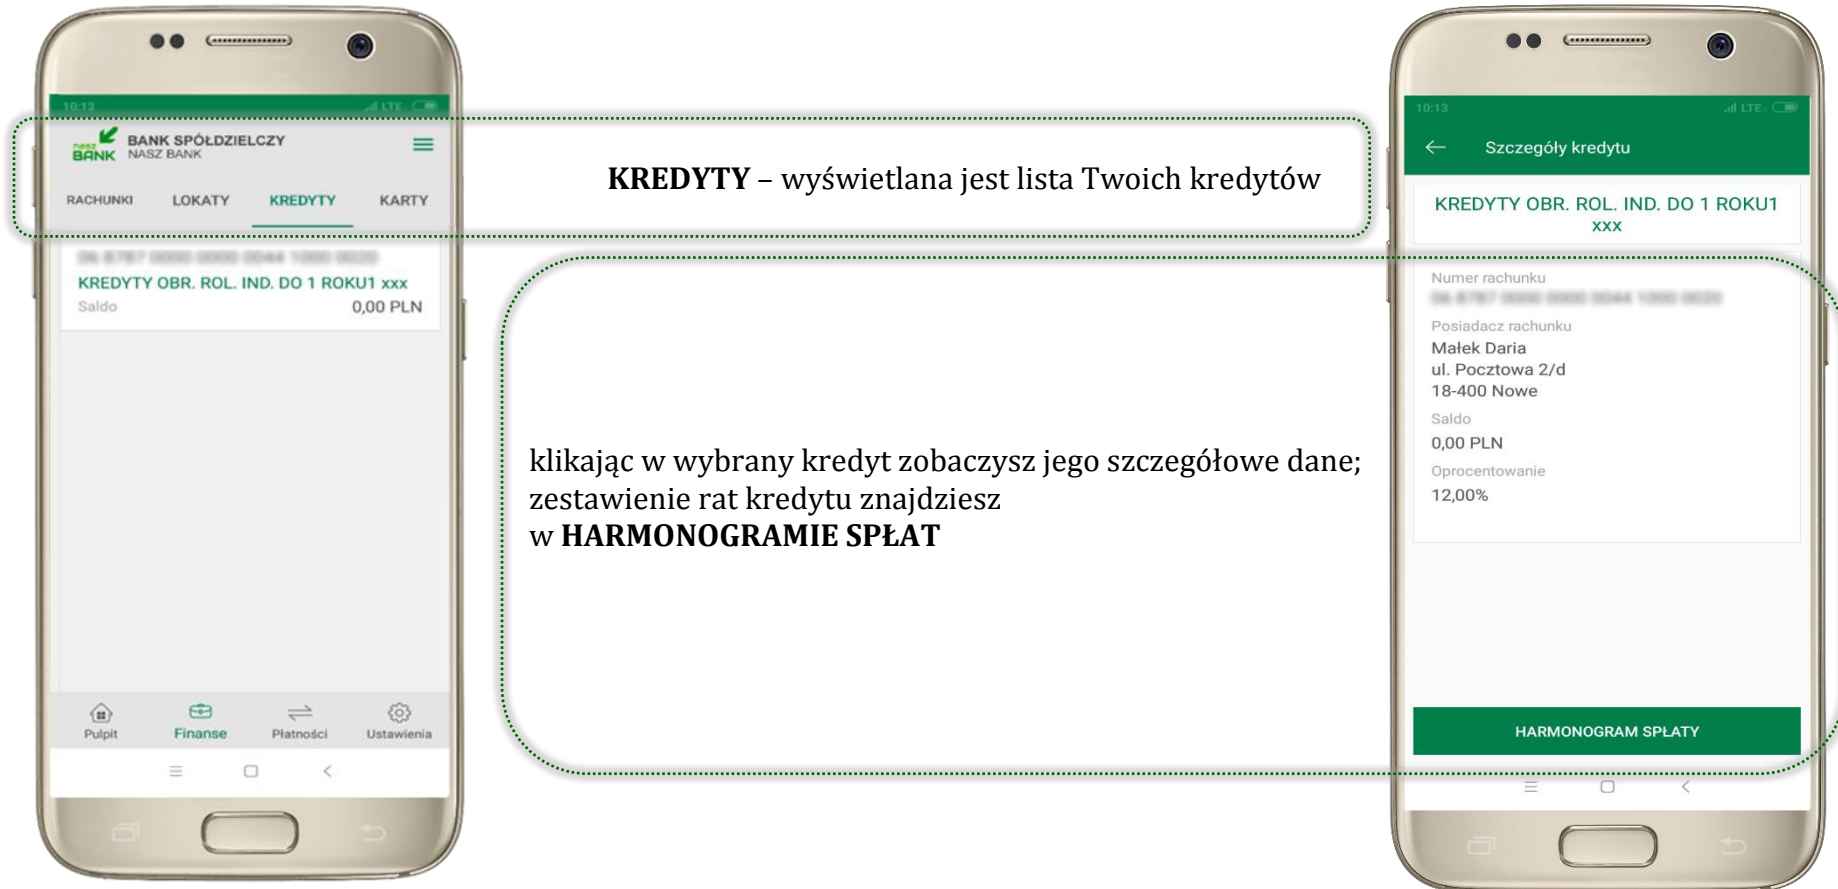 10:13
LTE
nasz
BANK
BANK SPÓŁDZIELCZY
NASZ BANK
RACHUNKI LOKATY KREDYTY KARTY
KREDYTY OBR. ROL. IND. DO 1 ROKU1 xxx
Saldo 0,00 PLN
Pulpit Finanse Płatności Ustawienia
KREDYTY – wyświetlana jest lista Twoich kredytów
klikając w wybrany kredyt zobaczysz jego szczegółowe dane;
zestawienie rat kredytu znajdziesz
w HARMONOGRAMIE SPŁAT
10:13
LTE
Szczegóły kredytu
KREDYTY OBR. ROL. IND. DO 1 ROKU1
xxx
Numer rachunku
Posiadacz rachunku
Małek Daria
ul. Pocztowa 2/d
18-400 Nowe
Saldo
0,00 PLN
Oprocentowanie
12,00%
HARMONOGRAM SPŁATY